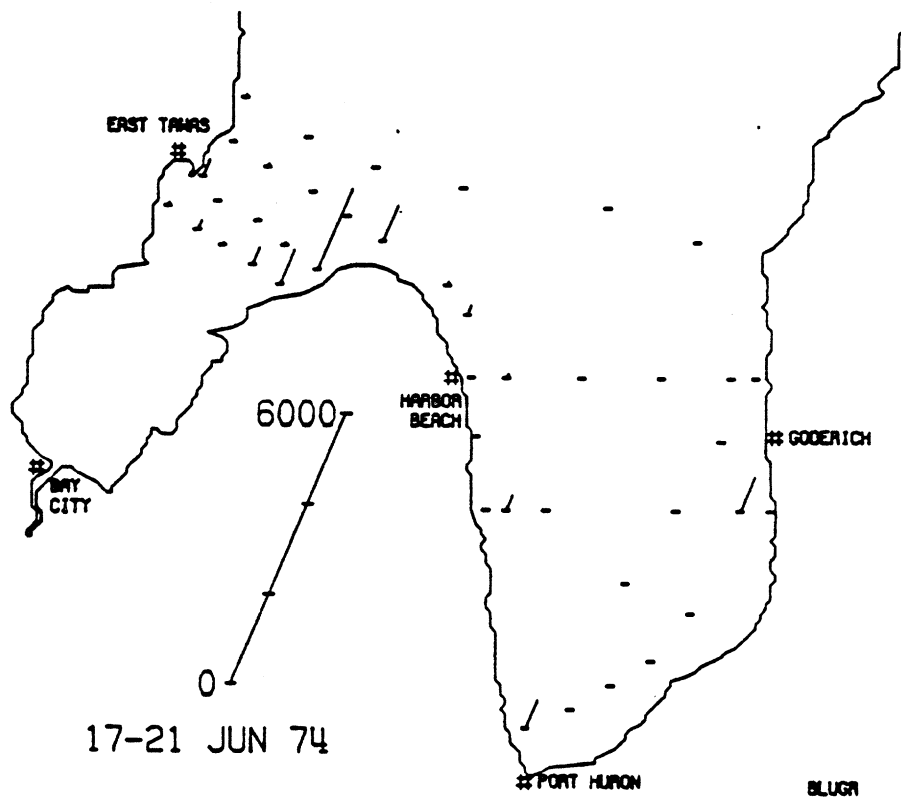 EAST TAWAS
6000
HARBOR
BEACH
GODERICH
BAY
CITY
0
17-21 JUN 74
PORT HURON
BLUGR